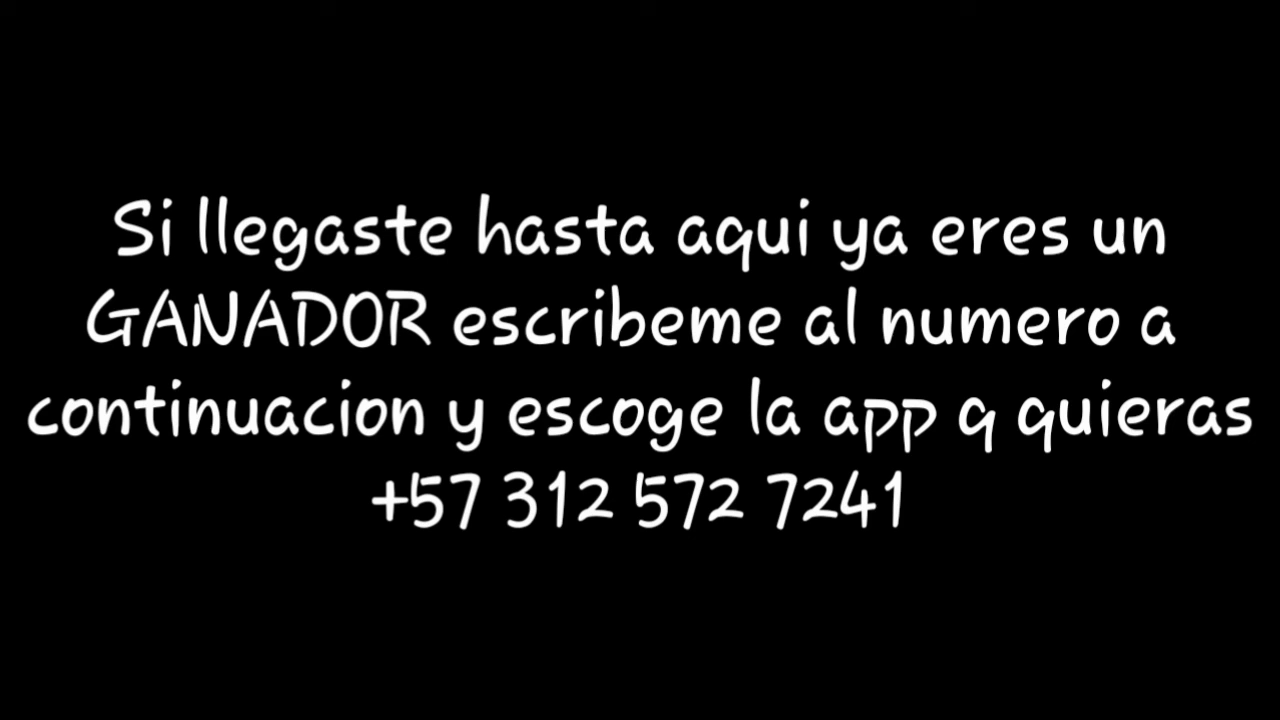 Si llegaste hasta aqui ya eres un
GANADOR escribeme al numero a
continuacion y escoge la app q quieras
+57 312 572 7241